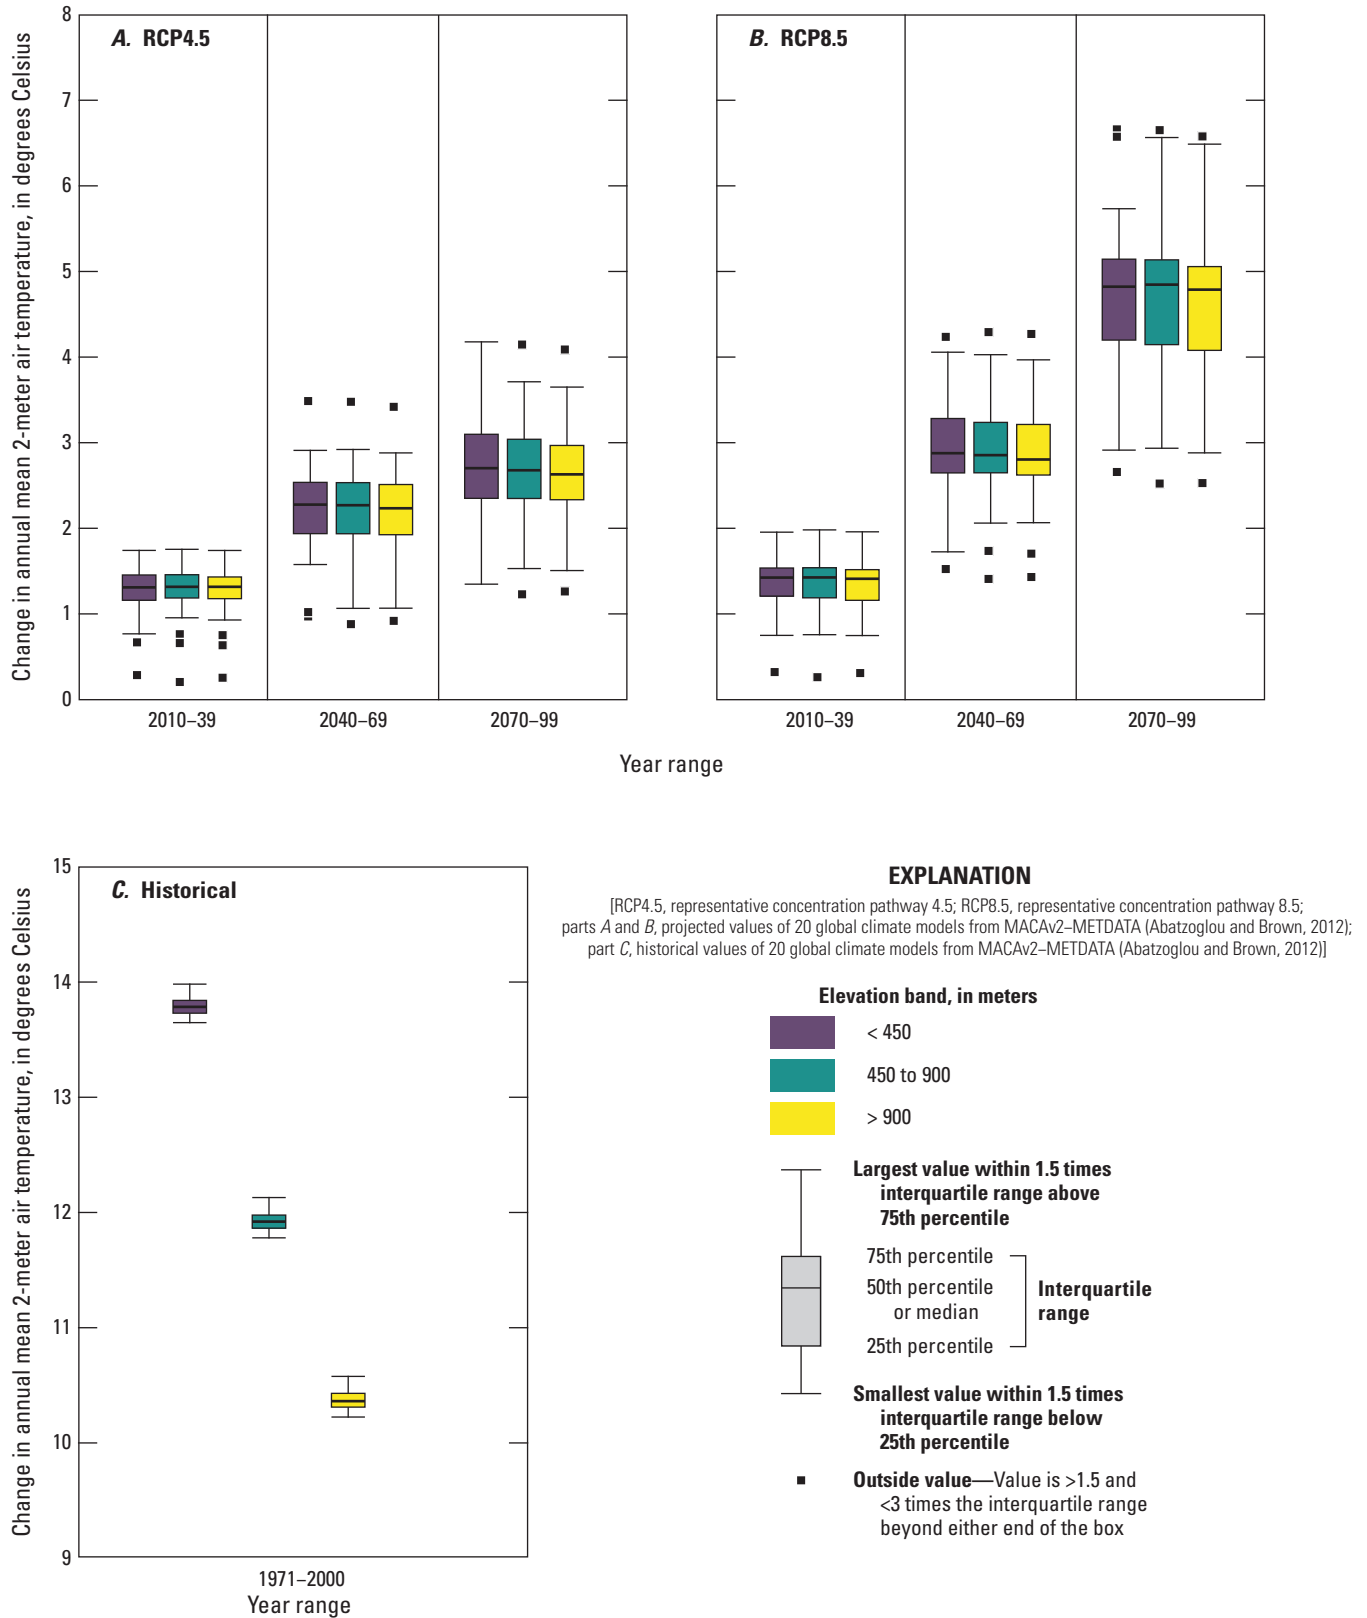 Change in annual mean 2-meter air temperature, in degrees Celsius
8
7
6
5
4
3
2
1
0
A. RCP4.5
B. RCP8.5
2010–39
2040–69
2070–99
2010–39
2040–69
2070–99
Year range
Change in annual mean 2-meter air temperature, in degrees Celsius
15
14
13
12
11
10
9
C. Historical
1971–2000
Year range
EXPLANATION
[RCP4.5, representative concentration pathway 4.5; RCP8.5, representative concentration pathway 8.5;
parts A and B, projected values of 20 global climate models from MACAv2–METDATA (Abatzoglou and Brown, 2012);
part C, historical values of 20 global climate models from MACAv2–METDATA (Abatzoglou and Brown, 2012)]
Elevation band, in meters
< 450
450 to 900
> 900
Largest value within 1.5 times
interquartile range above
75th percentile
75th percentile
50th percentile
or median
25th percentile
Interquartile
range
Smallest value within 1.5 times
interquartile range below
25th percentile
Outside value—Value is >1.5 and
<3 times the interquartile range
beyond either end of the box